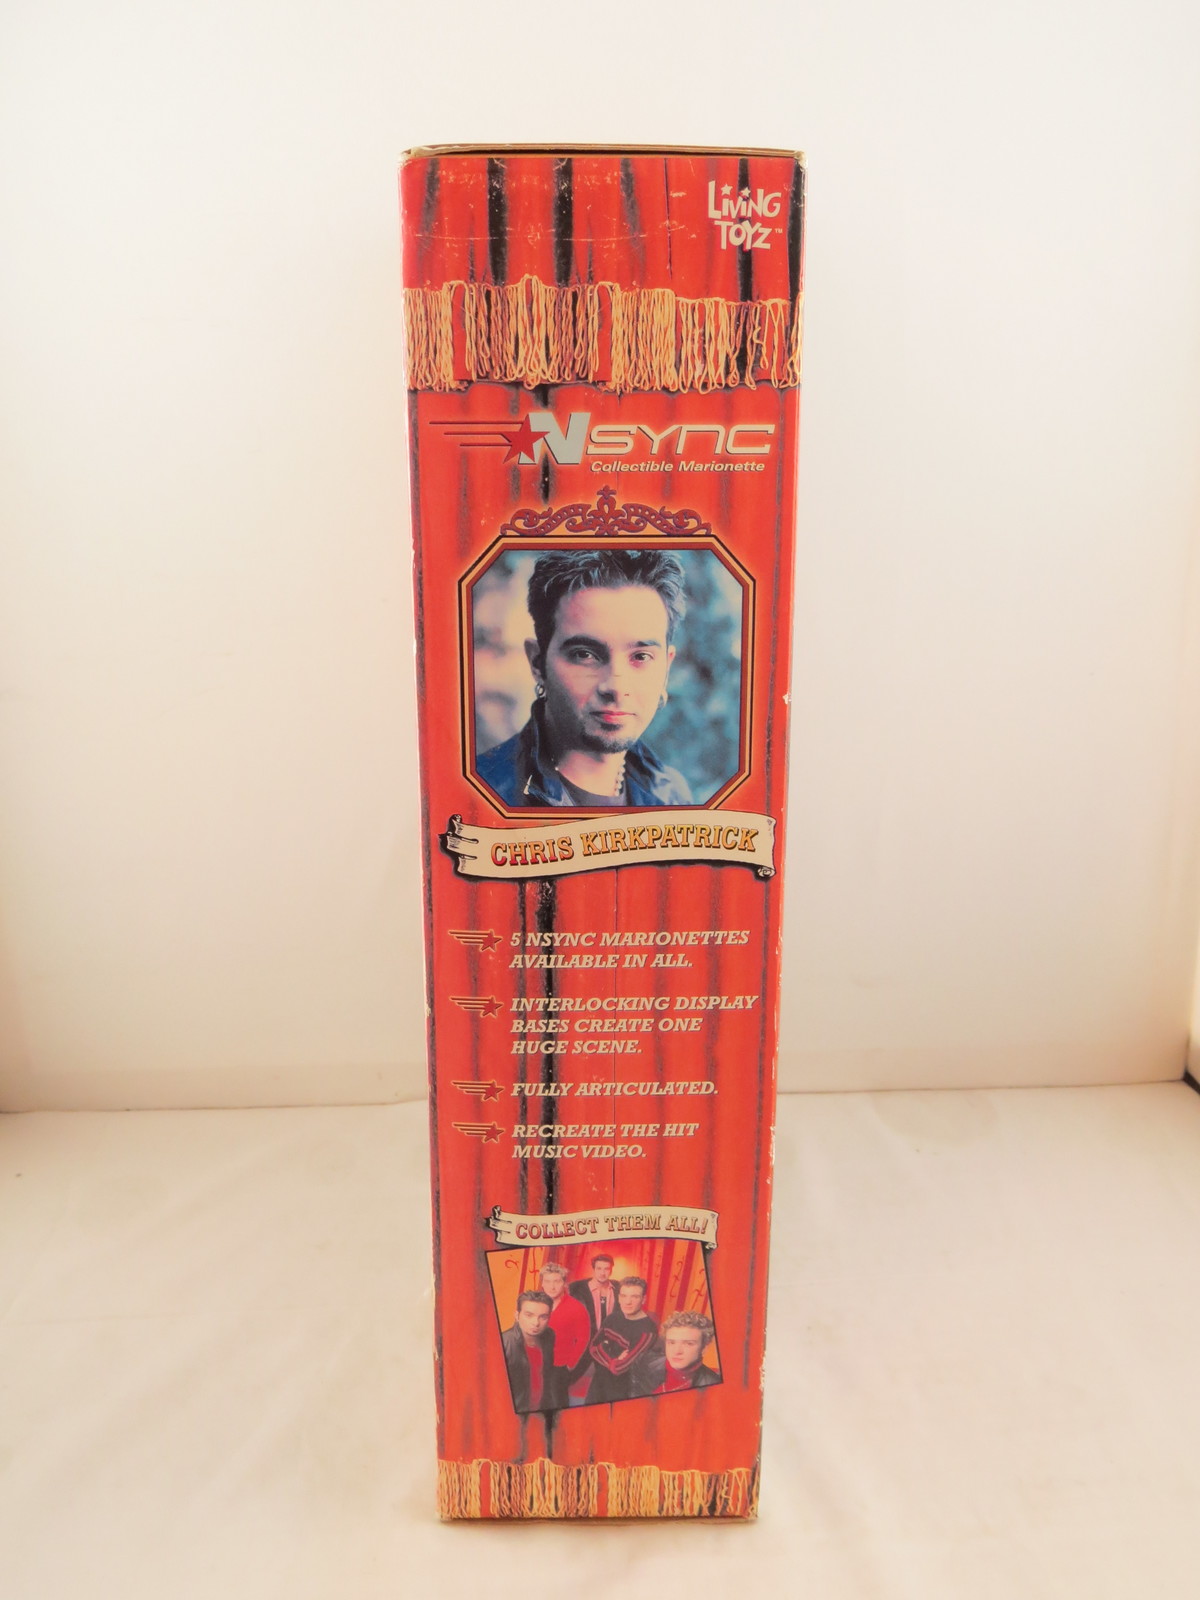 LIVING
TOYZ™
NSYNC
Collectible Marionette
CHRIS KIRKPATRICK
5 NSYNC MARIONETTES
AVAILABLE IN ALL.
INTERLOCKING DISPLAY
BASES CREATE ONE
HUGE SCENE.
FULLY ARTICULATED.
RECREATE THE HIT
MUSIC VIDEO.
COLLECT THEM ALL!